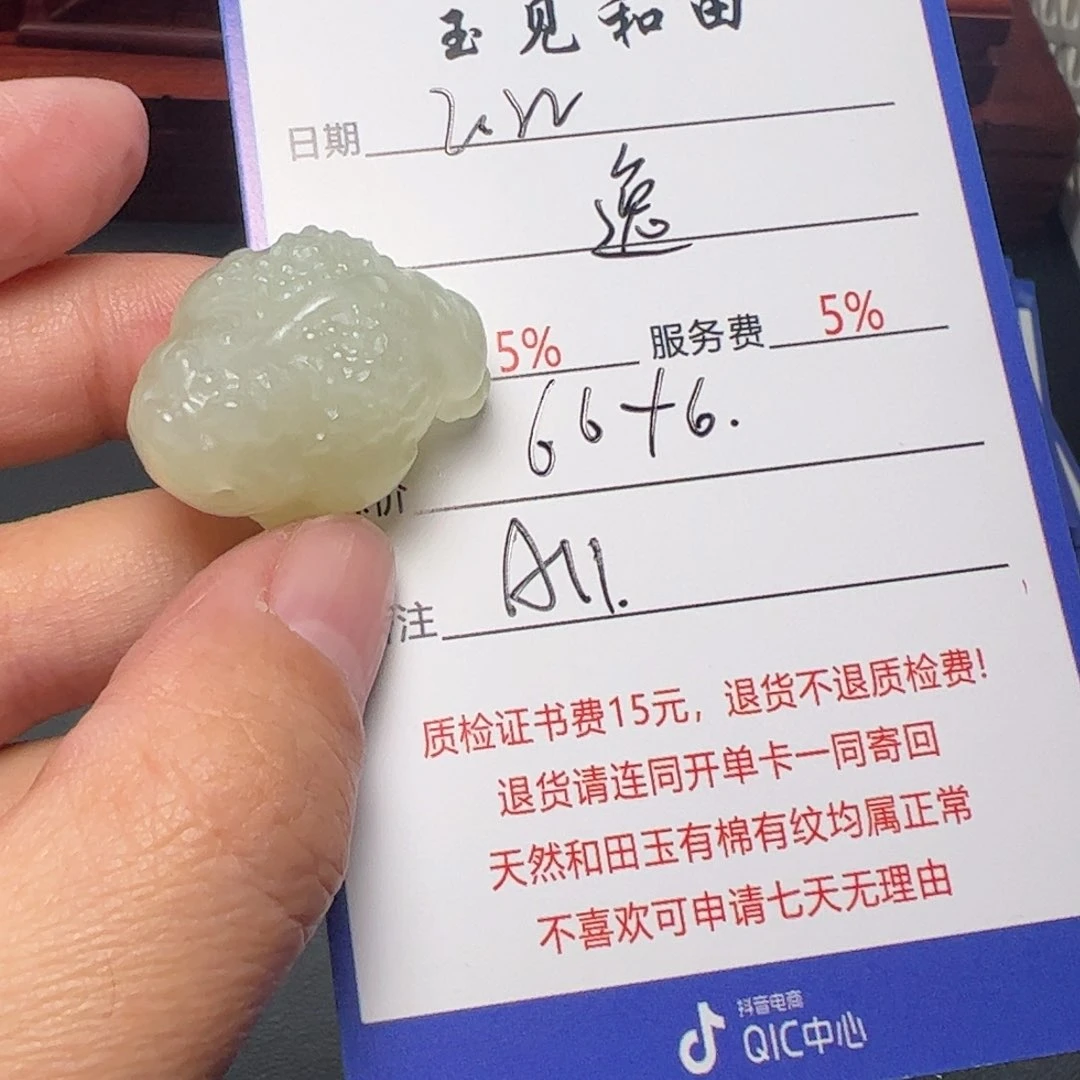 玉见和田
日期
逸
5% 服务费 5%
66+6.
价
A11.
注
质检证书费15元，退货不退质检费!
退货请连同开单卡一同寄回
天然和田玉有棉有纹均属正常
不喜欢可申请七天无理由
抖音电商
QIC中心